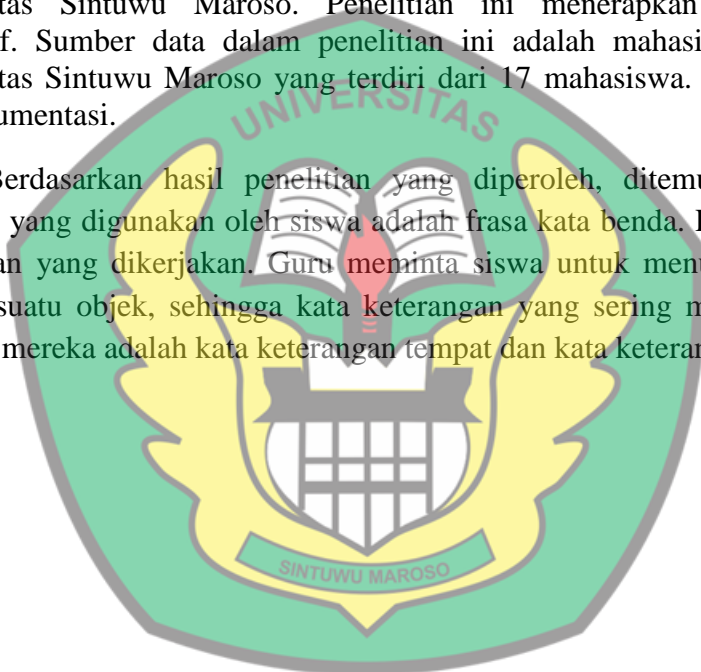 tas Sintuwu Maroso. Penelitian ini menerapkan
f. Sumber data dalam penelitian ini adalah mahasi
tas Sintuwu Maroso yang terdiri dari 17 mahasiswa.
umentasi.
Berdasarkan hasil penelitian yang diperoleh, ditemu
yang digunakan oleh siswa adalah frasa kata benda.
an yang dikerjakan. Guru meminta siswa untuk menu
suatu objek, sehingga kata keterangan yang sering m
mereka adalah kata keterangan tempat dan kata keteran
UNIVERSITAS
SINTUWU MAROSO